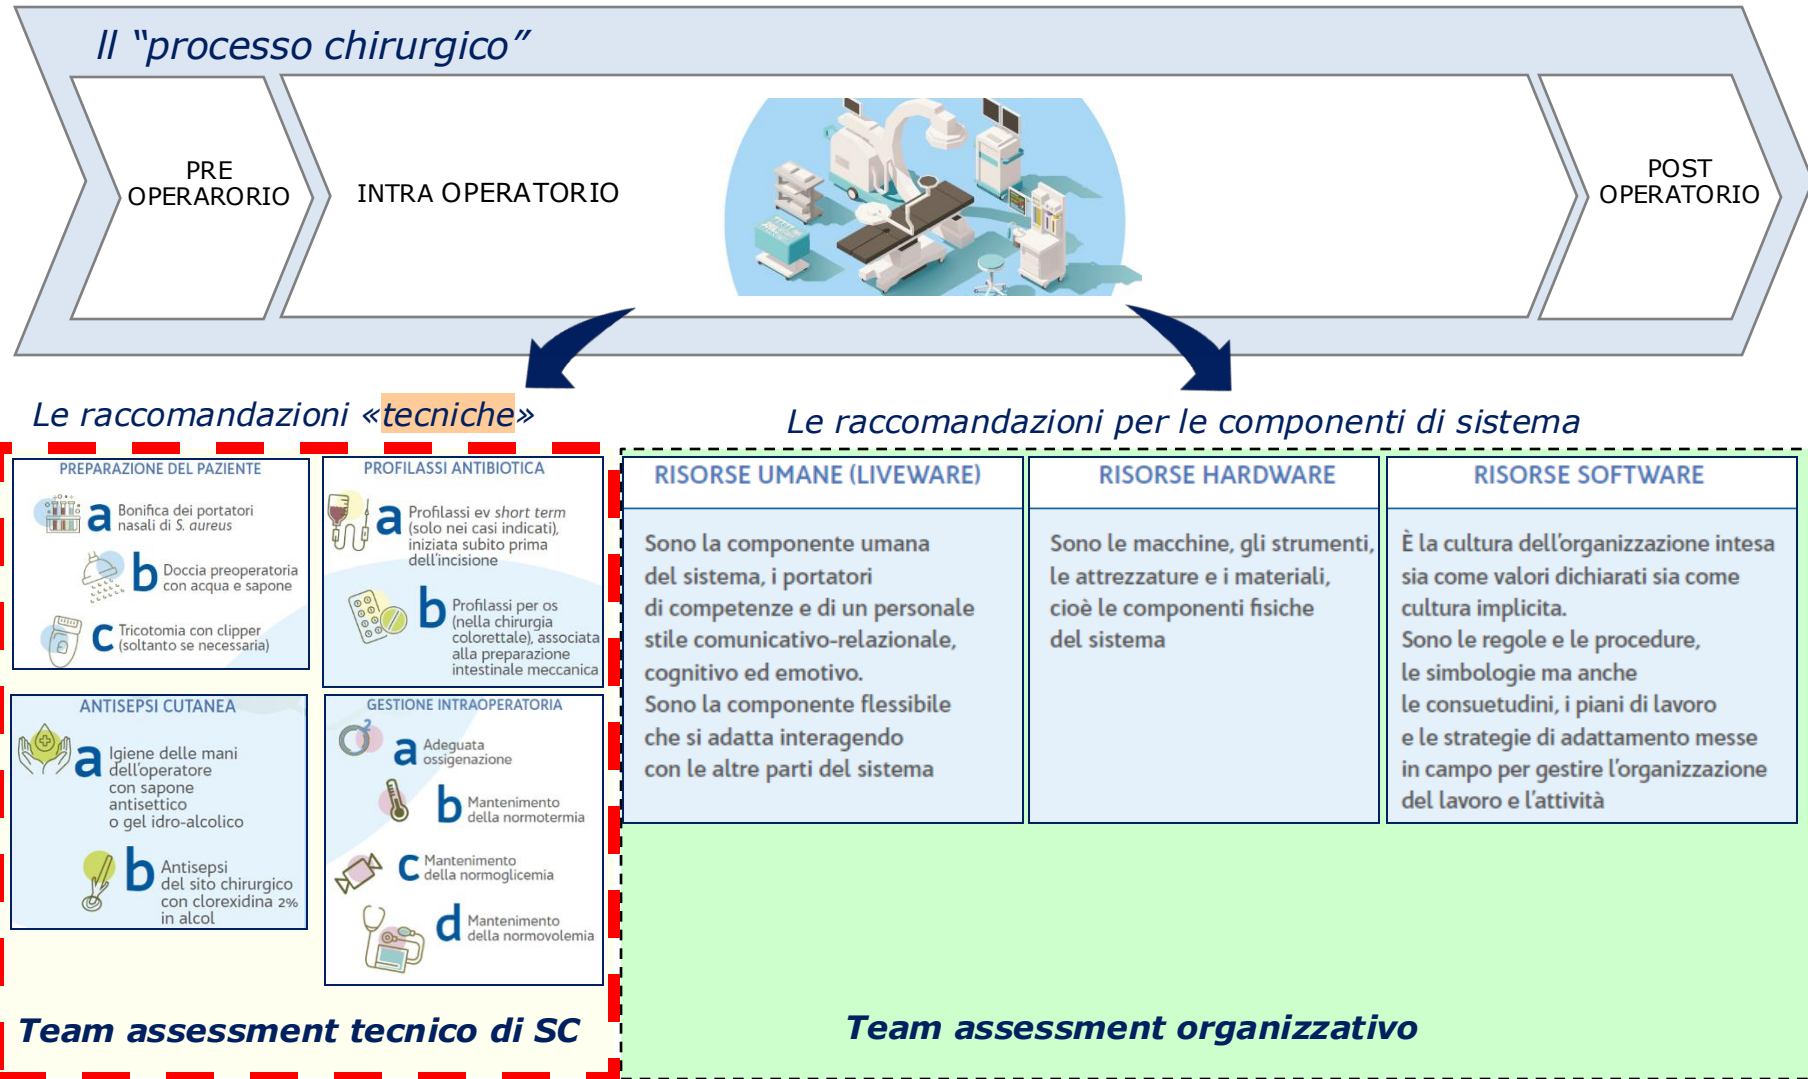 Il “processo chirurgico”
PRE
OPERARORIO
INTRA OPERATORIO
POST
OPERATORIO
Le raccomandazioni «tecniche»
Le raccomandazioni per le componenti di sistema
PREPARAZIONE DEL PAZIENTE
a Bonifica dei portatori
nasali di S. aureus
b Doccia preoperatoria
con acqua e sapone
c Tricotomia con clipper
(soltanto se necessaria)
PROFILASSI ANTIBIOTICA
a Profilassi ev short term
(solo nei casi indicati),
iniziata subito prima
dell’incisione
b Profilassi per os
(nella chirurgia
colorettale), associata
alla preparazione
intestinale meccanica
ANTISEPSI CUTANEA
a Igiene delle mani
dell’operatore
con sapone
antisettico
o gel idro-alcolico
b Antisepsi
del sito chirurgico
con clorexidina 2%
in alcol
GESTIONE INTRAOPERATORIA
2
a Adeguata
ossigenazione
b Mantenimento
della normotermia
c Mantenimento
della normoglicemia
d Mantenimento
della normovolemia
Team assessment tecnico di SC
RISORSE UMANE (LIVEWARE)
Sono la componente umana
del sistema, i portatori
di competenze e di un personale
stile comunicativo-relazionale,
cognitivo ed emotivo.
Sono la componente flessibile
che si adatta interagendo
con le altre parti del sistema
RISORSE HARDWARE
Sono le macchine, gli strumenti,
le attrezzature e i materiali,
cioè le componenti fisiche
del sistema
RISORSE SOFTWARE
È la cultura dell’organizzazione intesa
sia come valori dichiarati sia come
cultura implicita.
Sono le regole e le procedure,
le simbologie ma anche
le consuetudini, i piani di lavoro
e le strategie di adattamento messe
in campo per gestire l’organizzazione
del lavoro e l’attività
Team assessment organizzativo